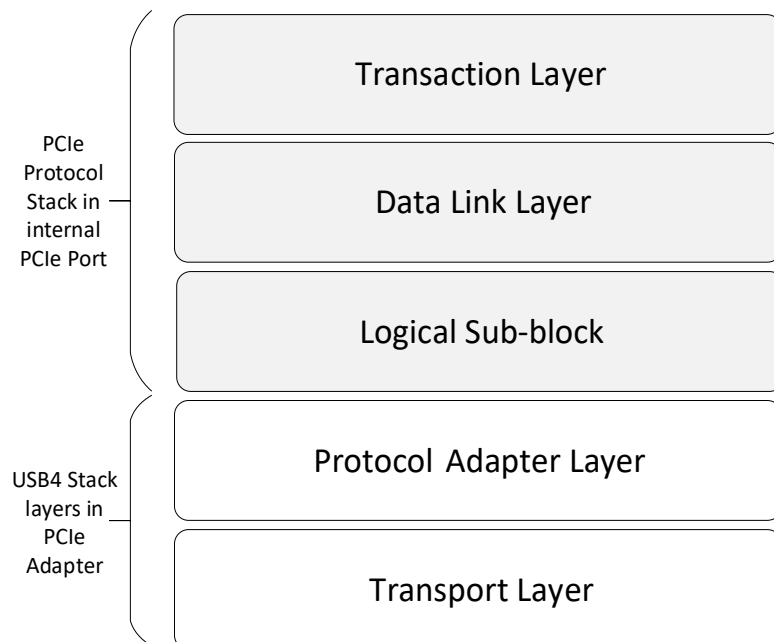 Transaction Layer
PCIe
Protocol
Stack in
internal
PCIe Port
Data Link Layer
Logical Sub-block
Protocol Adapter Layer
USB4 Stack
layers in
PCIe
Adapter
Transport Layer